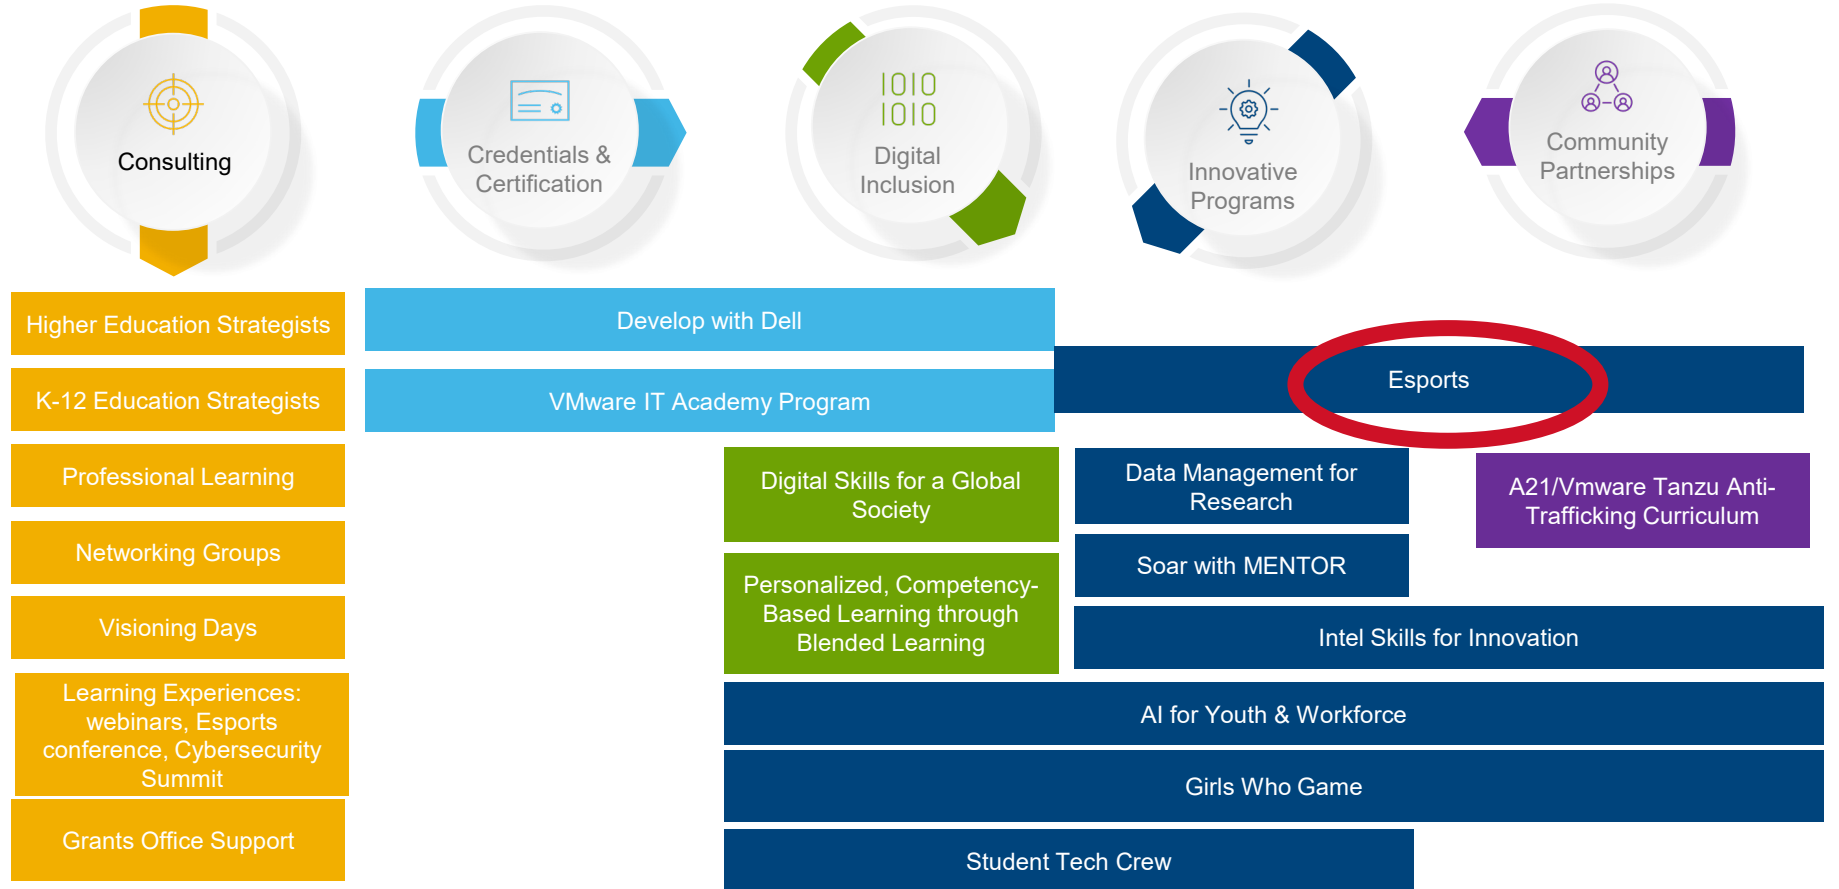 Consulting
Credentials &
Certification
Digital
Inclusion
Innovative
Programs
Community
Partnerships
Higher Education Strategists
K-12 Education Strategists
Professional Learning
Networking Groups
Visioning Days
Learning Experiences:
webinars, Esports
conference, Cybersecurity
Summit
Grants Office Support
Develop with Dell
VMware IT Academy Program
Esports
Digital Skills for a Global
Society
Personalized, Competency-
Based Learning through
Blended Learning
Data Management for
Research
Soar with MENTOR
A21/Vmware Tanzu Anti-
Trafficking Curriculum
Intel Skills for Innovation
AI for Youth & Workforce
Girls Who Game
Student Tech Crew